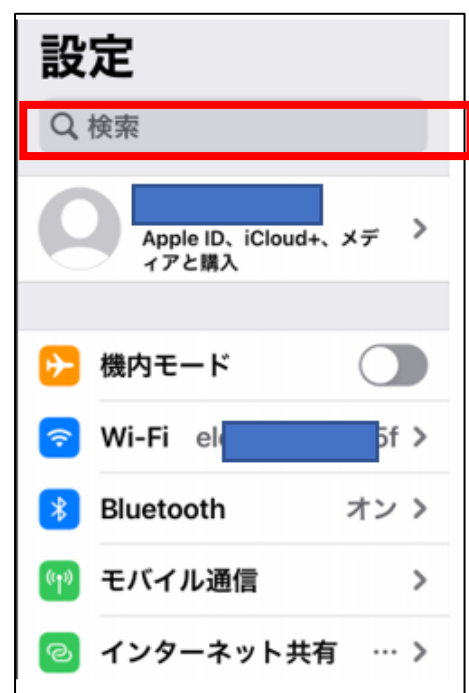 設定
検索
Apple ID、iCloud+、メデ
ィアと購入
機内モード
Wi-Fi
Bluetooth オン
モバイル通信
インターネット共有 …